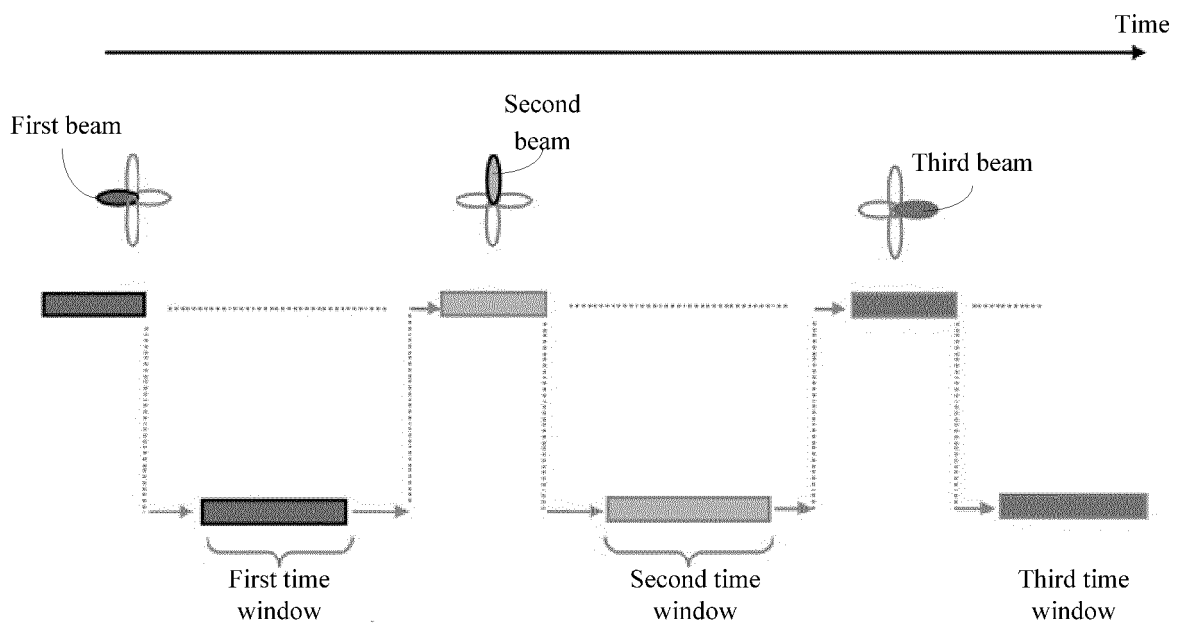 Time
First beam
Second
beam
Third beam
First time
window
Second time
window
Third time
window